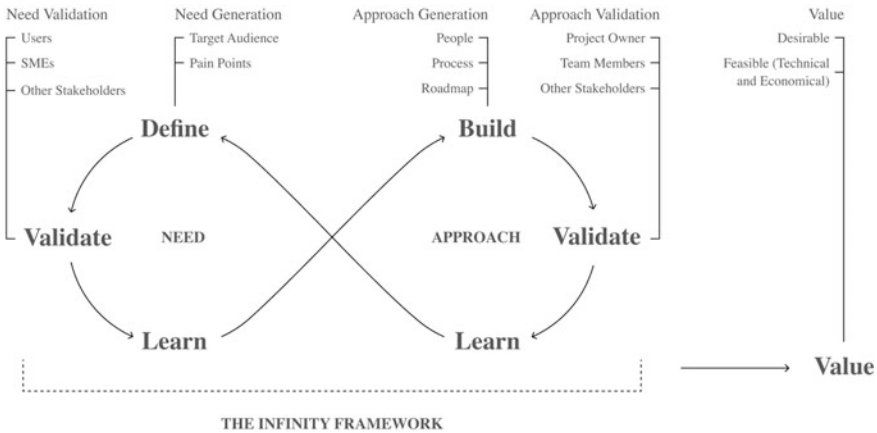 Need Validation
Users
SMEs
Other Stakeholders
Need Generation
Target Audience
Pain Points
Approach Generation
People
Process
Roadmap
Approach Validation
Project Owner
Team Members
Other Stakeholders
Value
Desirable
Feasible (Technical
and Economical)
Define
Build
Validate
NEED
APPROACH
Validate
Learn
Learn
Value
THE INFINITY FRAMEWORK